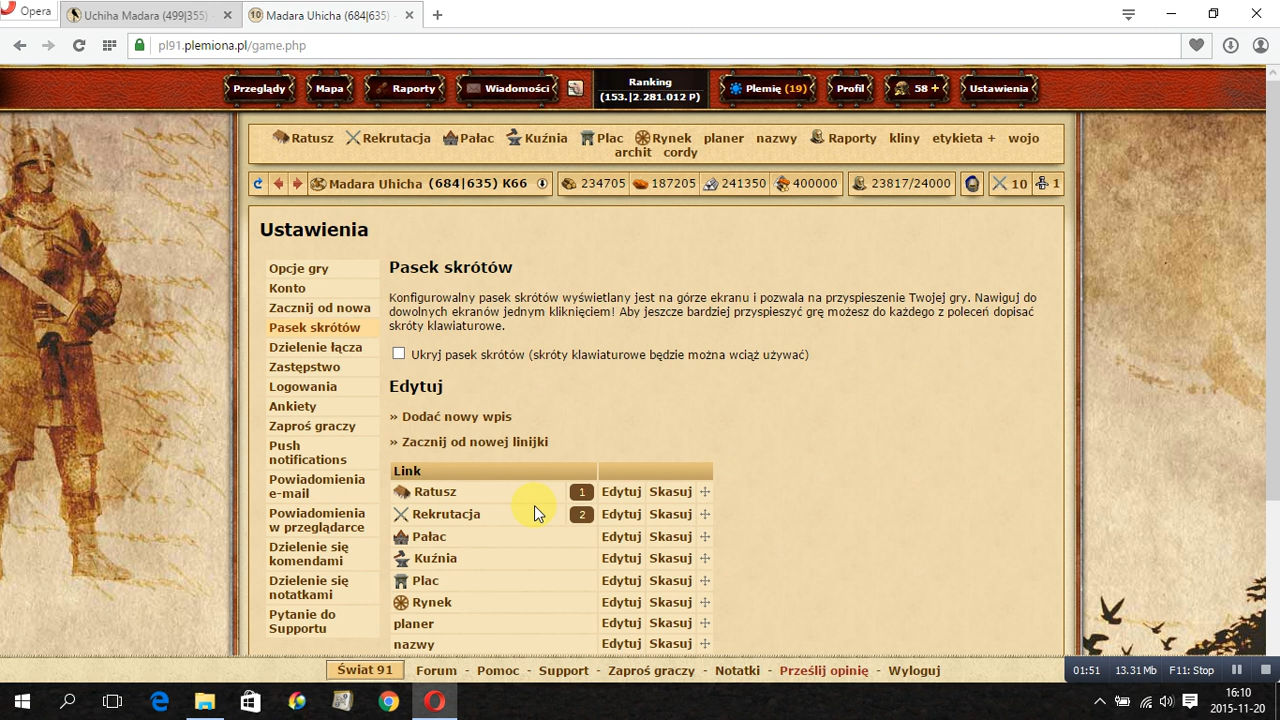 Opera
Uchiha Madara (499|355) -
Madara Uhicha (684|635) -
pl91.plemiona.pl/game.php
Przeglądy
Mapa
Raporty
Wiadomości
Ranking
(153.|2.281.012 P)
Plemię (19)
Profil
58 +
Ustawienia
Ratusz Rekrutacja Pałac Kuźnia Plac Rynek planer nazwy Raporty kliny etykieta + wojo
archit cordy
Madara Uhicha (684|635) K66
234705 187205 241350 400000
23817/24000
10 1
Ustawienia
Opcje gry
Konto
Zacznij od nowa
Pasek skrótów
Dzielenie łącza
Zastępstwo
Logowania
Ankiety
Zaproś graczy
Push
notifications
Powiadomienia
e-mail
Powiadomienia
w przeglądarce
Dzielenie się
komendami
Dzielenie się
notatkami
Pytanie do
Supportu
Pasek skrótów
Konfigurowalny pasek skrótów wyświetlany jest na górze ekranu i pozwala na przyspieszenie Twojej gry. Nawiguj do
dowolnych ekranów jednym kliknięciem! Aby jeszcze bardziej przyspieszyć grę możesz do każdego z poleceń dopisać
skróty klawiaturowe.
Ukryj pasek skrótów (skróty klawiaturowe będzie można wciąż używać)
Edytuj
» Dodać nowy wpis
» Zacznij od nowej linijki
Link
Ratusz 1 Edytuj Skasuj
Rekrutacja 2 Edytuj Skasuj
Pałac Edytuj Skasuj
Kuźnia Edytuj Skasuj
Plac Edytuj Skasuj
Rynek Edytuj Skasuj
planer Edytuj Skasuj
nazwy Edytuj Skasuj
Świat 91 Forum - Pomoc - Support - Zaproś graczy - Notatki - Prześlij opinię - Wyloguj
01:51 13.31 Mb F11: Stop
16:10
2015-11-20